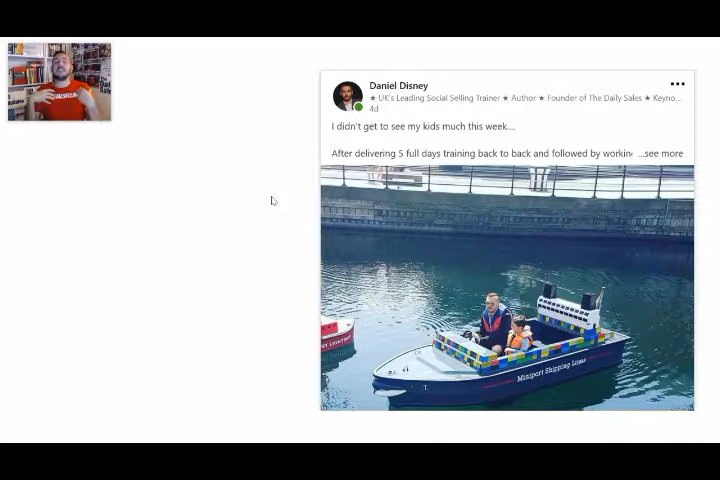 Daniel Disney
★ UK's Leading Social Selling Trainer ★ Author ★ Founder of The Daily Sales ★ Keyno...
4d
I didn't get to see my kids much this week....
After delivering 5 full days training back to back and followed by workin ...see more
Miniport Shipping Lines